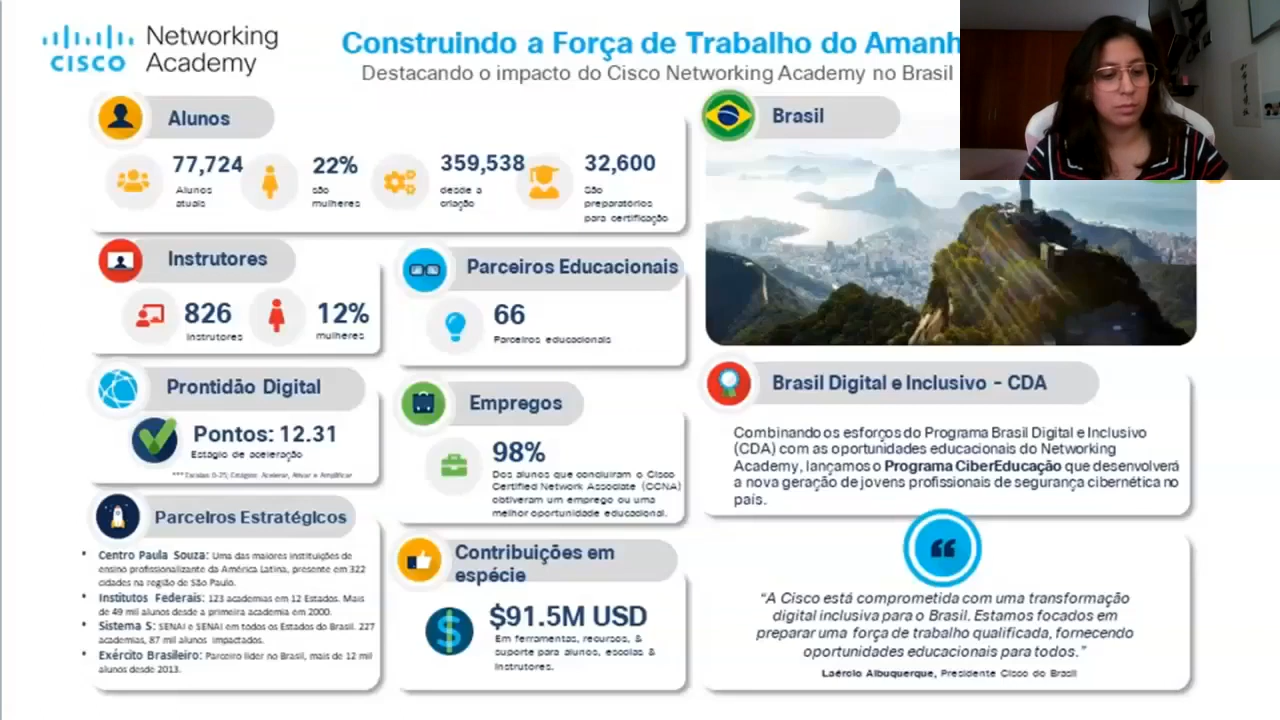 CISCO
Networking
Academy
Construindo a Força de Trabalho do Amanh
Destacando o impacto do Cisco Networking Academy no Brasil
Alunos
77,724
Alunos
atuais
22%
são
mulheres
359,538
desde a
criação
32,600
São
preparatórios
para certificação
Brasil
Instrutores
826
Instrutores
12%
mulheres
Parceiros Educacionais
66
Parceiros educacionais
Prontidão Digital
Pontos: 12.31
Estágio de aceleração
*** Escalas 0-25; Estágios: Acelerar, Ativar e Amplificar
Empregos
98%
Dos alunos que concluíram o Cisco
Certified Network Associate (CCNA)
obtiveram um emprego ou uma
melhor oportunidade educacional.
Brasil Digital e Inclusivo - CDA
Combinando os esforços do Programa Brasil Digital e Inclusivo
(CDA) com as oportunidades educacionais do Networking
Academy, lançamos o Programa CiberEducação que desenvolverá
a nova geração de jovens profissionais de segurança cibernética no
país.
Parceiros Estratégicos
• Centro Paula Souza: Uma das maiores instituições de
ensino profissionalizante da América Latina, presente em 322
cidades na região de São Paulo.
• Institutos Federais: 123 academias em 12 Estados. Mais
de 49 mil alunos desde a primeira academia em 2000.
• Sistema S: SENAI e SENAI em todos os Estados do Brasil. 227
academias, 87 mil alunos impactados.
• Exército Brasileiro: Parceiro líder no Brasil, mais de 12 mil
alunos desde 2013.
Contribuições em
espécie
$91.5M USD
Em ferramentas, recursos, &
suporte para alunos, escolas &
Instrutores.
“A Cisco está comprometida com uma transformação
digital inclusiva para o Brasil. Estamos focados em
preparar uma força de trabalho qualificada, fornecendo
oportunidades educacionais para todos.”
Laércio Albuquerque, Presidente Cisco do Brasil